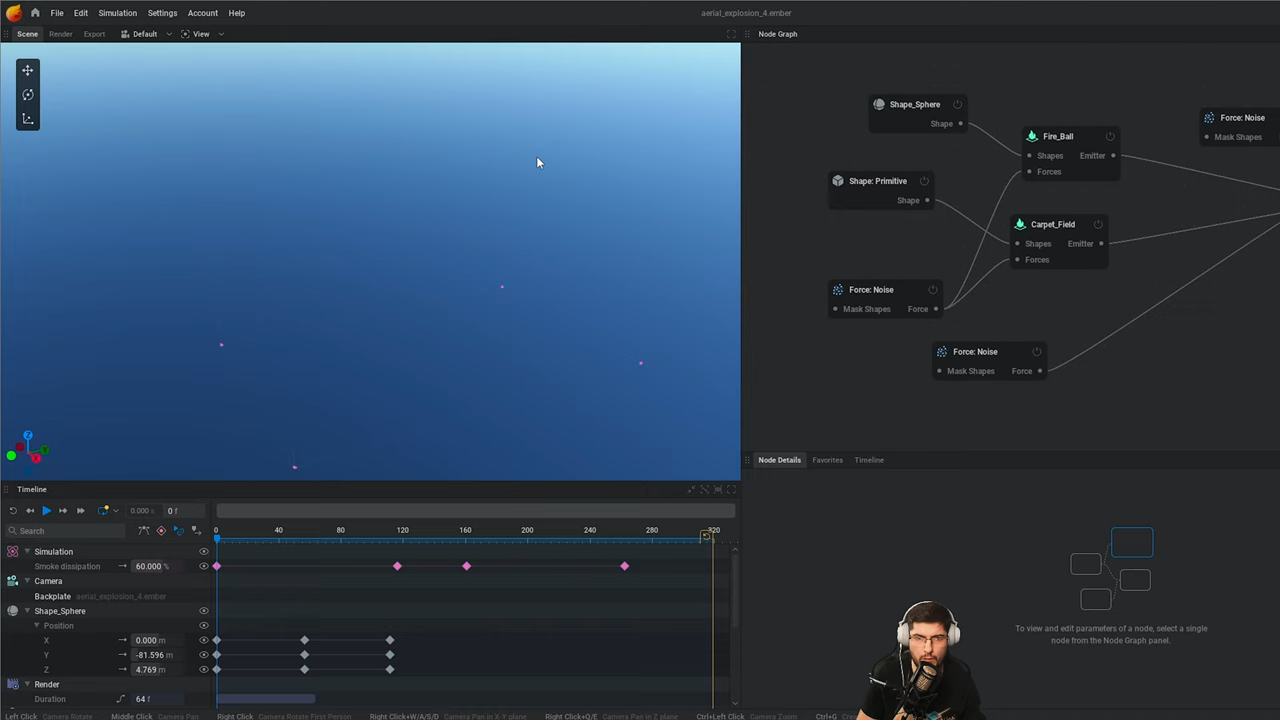 File Edit Simulation Settings Account Help
aerial_explosion_4.ember
Scene Render Export Default View
Node Graph
Shape_Sphere
Shape
Force: Noise
Mask Shapes
Fire_Ball
Shapes Emitter
Forces
Shape: Primitive
Shape
Carpet_Field
Shapes Emitter
Forces
Force: Noise
Mask Shapes Force
Force: Noise
Mask Shapes Force
Z
Y
X
Node Details Favorites Timeline
To view and edit parameters of a node, select a single
node from the Node Graph panel.
Timeline
0.000 s 0 f
Search
0 40 80 120 160 200 240 280 320
Simulation
Smoke dissipation 60.000 %
Camera
Backplate aerial_explosion_4.ember
Shape_Sphere
Position
X 0.000 m
Y -81.596 m
Z 4.769 m
Render
Duration 64 f
Left Click Camera Rotate Middle Click Camera Pan Right Click Camera Rotate First Person Right Click+W/A/S/D Camera Pan in X-Y plane Right Click+Q/E Camera Pan in Z plane Ctrl+Left Click Camera Zoom Ctrl+G